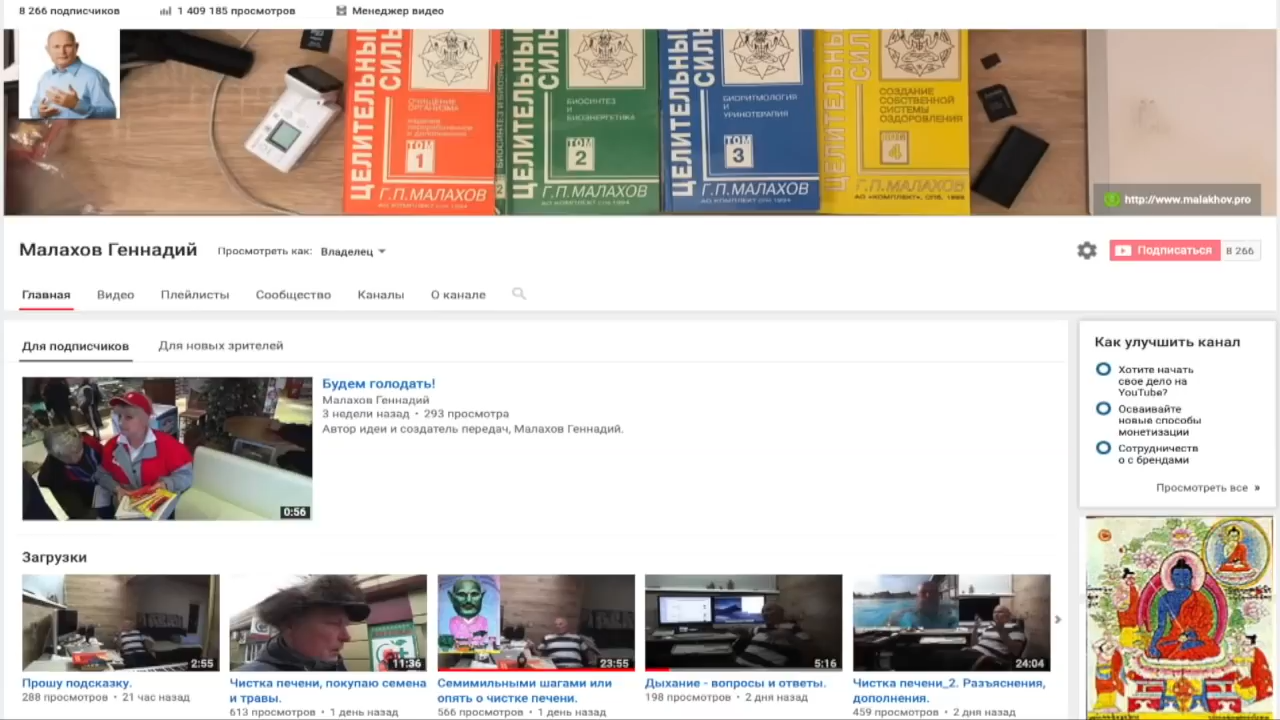 8 266 подписчиков
1 409 185 просмотров
Менеджер видео
ЦЕЛИТЕЛЬНЫЕ СИЛЫ
ТОМ 1
Г.П.МАЛАХОВ
ЦЕЛИТЕЛЬНЫЕ СИЛЫ
БИОСИНТЕЗ И
БИОЭНЕРГЕТИКА
ТОМ 2
Г.П.МАЛАХОВ
ЦЕЛИТЕЛЬНЫЕ СИЛЫ
БИОРИТМОЛОГИЯ
И УРИНОТЕРАПИЯ
ТОМ 3
Г.П.МАЛАХОВ
ЦЕЛИТЕЛЬНЫЕ СИЛЫ
СОЗДАНИЕ
СОБСТВЕННОЙ
СИСТЕМЫ
ОЗДОРОВЛЕНИЯ
ТОМ 4
Г.П.МАЛАХОВ
http://www.malakhov.pro
Малахов Геннадий
Просмотреть как: Владелец
Подписаться 8 266
Главная Видео Плейлисты Сообщество Каналы О канале
Для подписчиков Для новых зрителей
Будем голодать!
Малахов Геннадий
3 недели назад • 293 просмотра
Автор идеи и создатель передач, Малахов Геннадий.
0:56
Как улучшить канал
Хотите начать
свое дело на
YouTube?
Осваивайте
новые способы
монетизации
Сотрудничеств
о с брендами
Просмотреть все »
Загрузки
2:55
Прошу подсказку.
288 просмотров • 21 час назад
11:36
Чистка печени, покупаю семена
и травы.
613 просмотров • 1 день назад
23:55
Семимильными шагами или
опять о чистке печени.
566 просмотров • 1 день назад
5:16
Дыхание - вопросы и ответы.
198 просмотров • 2 дня назад
24:04
Чистка печени_2. Разъяснения,
дополнения.
459 просмотров • 2 дня назад